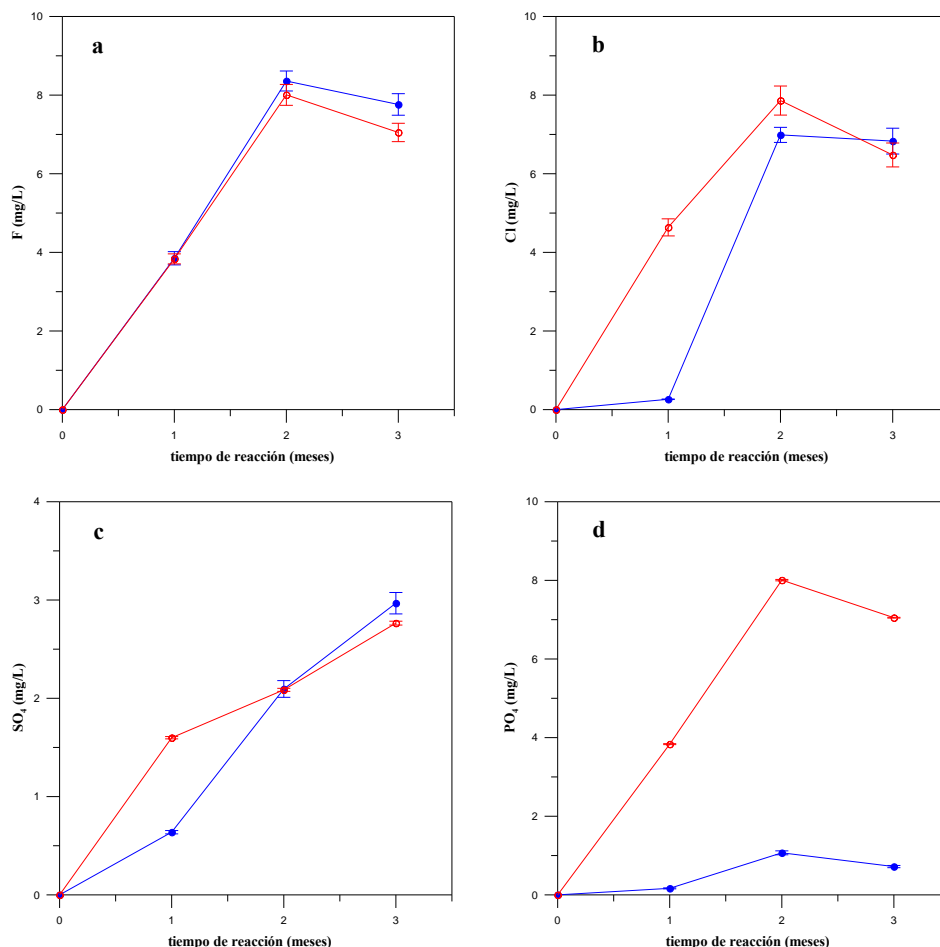 a
10
8
6
4
2
0
F (mg/L)
0 1 2 3
tiempo de reacción (meses)
b
10
8
6
4
2
0
Cl (mg/L)
0 1 2 3
tiempo de reacción (meses)
c
4
3
2
1
0
SO₄ (mg/L)
0 1 2 3
tiempo de reacción (meses)
d
10
8
6
4
2
0
PO₄ (mg/L)
0 1 2 3
tiempo de reacción (meses)